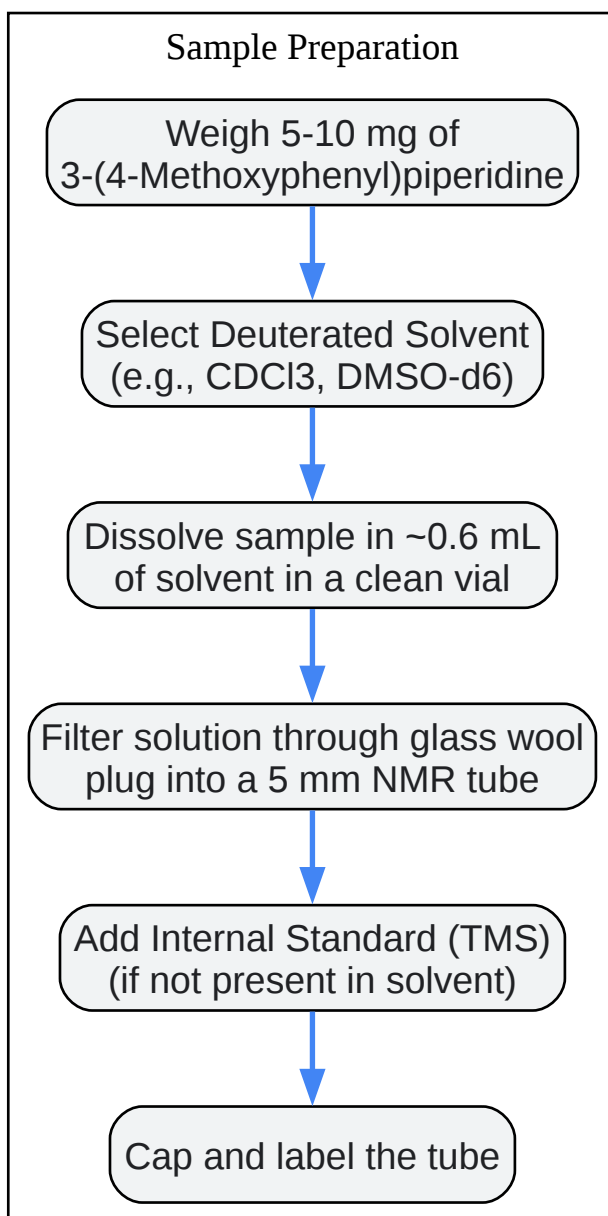 Sample Preparation
Weigh 5-10 mg of
3-(4-Methoxyphenyl)piperidine
Select Deuterated Solvent
(e.g., CDCl3, DMSO-d6)
Dissolve sample in ~0.6 mL
of solvent in a clean vial
Filter solution through glass wool
plug into a 5 mm NMR tube
Add Internal Standard (TMS)
(if not present in solvent)
Cap and label the tube